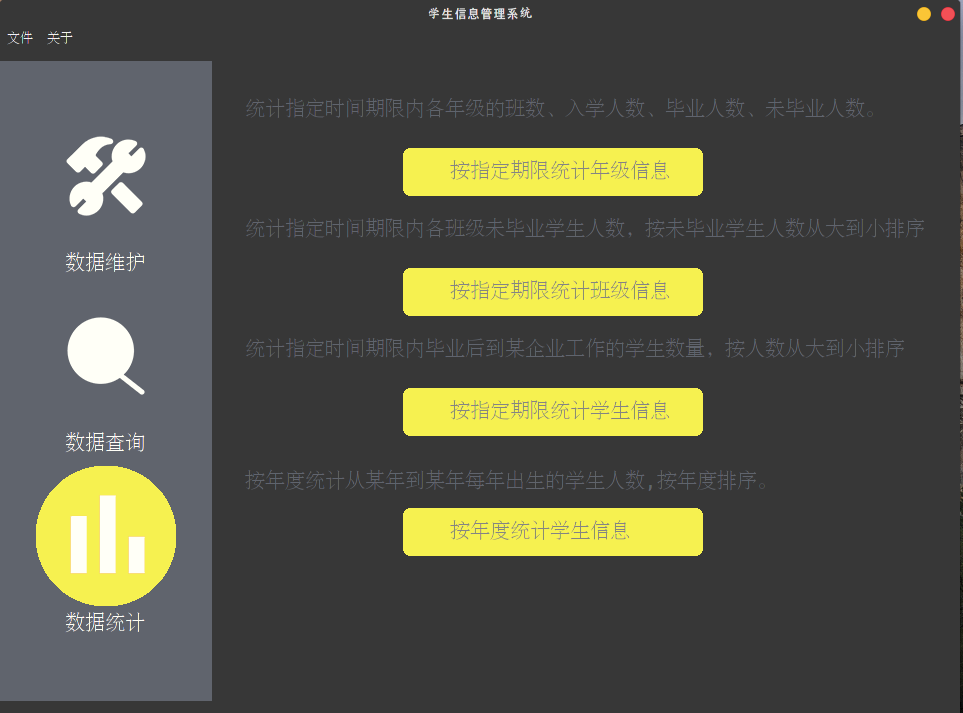 学生信息管理系统
文件 关于
数据维护
数据查询
数据统计
统计指定时间期限内各年级的班数、入学人数、毕业人数、未毕业人数。
按指定期限统计年级信息
统计指定时间期限内各班级未毕业学生人数，按未毕业学生人数从大到小排序
按指定期限统计班级信息
统计指定时间期限内毕业后到某企业工作的学生数量，按人数从大到小排序
按指定期限统计学生信息
按年度统计从某年到某年每年出生的学生人数,按年度排序。
按年度统计学生信息